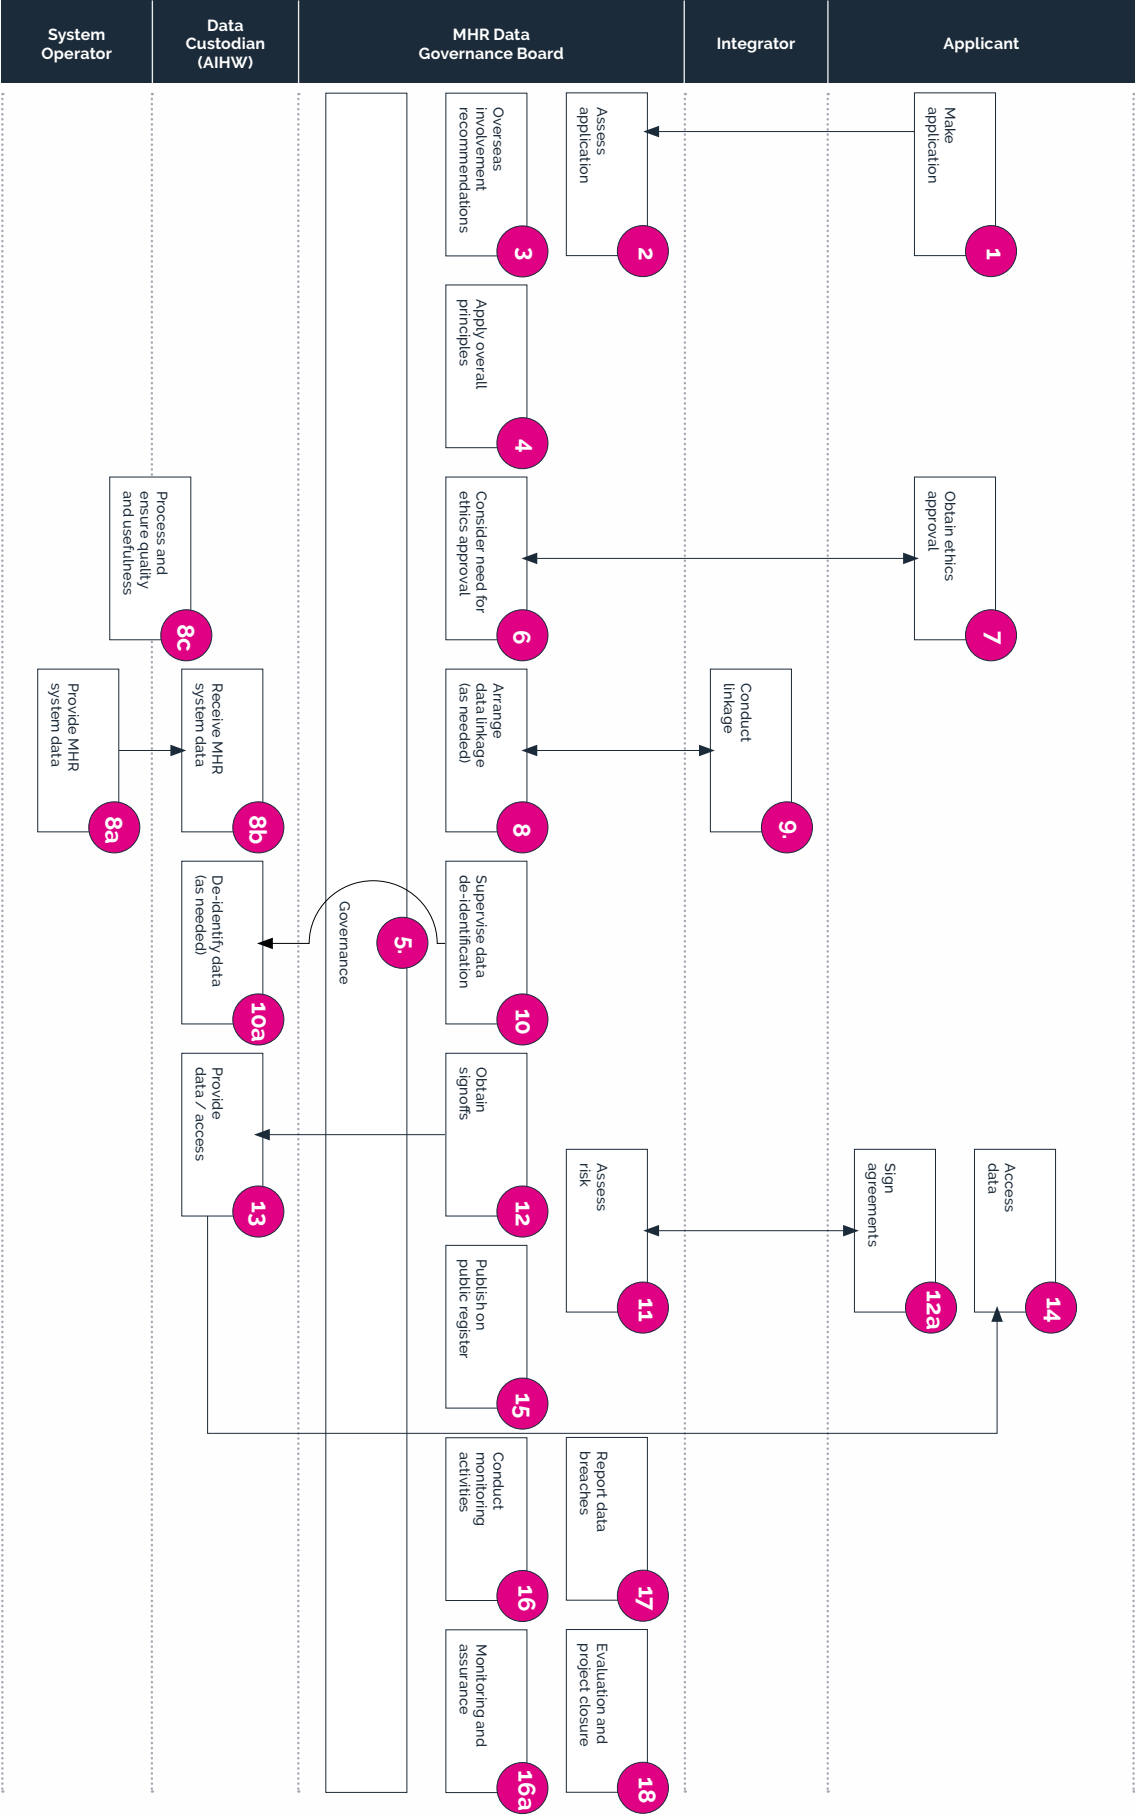 System
Operator
Data
Custodian
(AIHW)
MHR Data
Governance Board
Integrator
Applicant
Make
application
1
Assess
application
2
Overseas
involvement
recommendations
3
Apply overall
principles
4
Governance
5.
Consider need for
ethics approval
6
Obtain ethics
approval
7
Arrange
data linkage
(as needed)
8
Provide MHR
system data
8a
Receive MHR
system data
8b
Process and
ensure quality
and usefulness
8c
Conduct
linkage
9.
Supervise data
de-identification
10
De-identify data
(as needed)
10a
Assess
risk
11
Obtain
signoffs
12
Sign
agreements
12a
Provide
data / access
13
Access
data
14
Publish on
public register
15
Conduct
monitoring
activities
16
Monitoring and
assurance
16a
Report data
breaches
17
Evaluation and
project closure
18